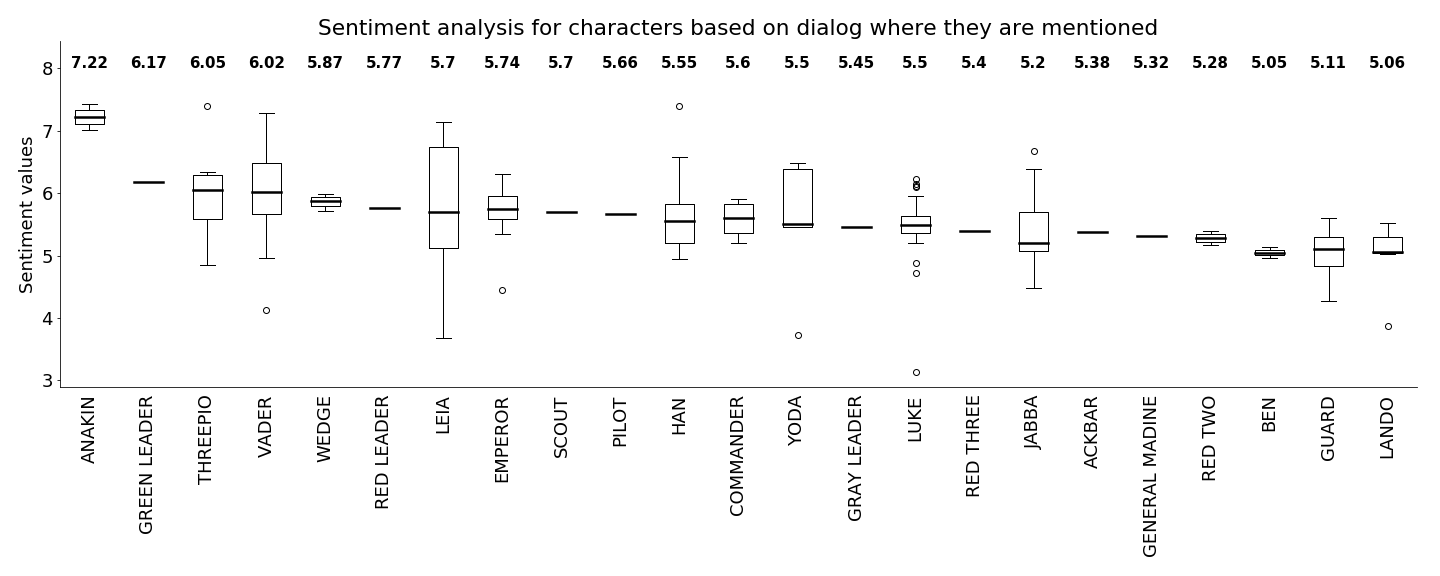 Sentiment analysis for characters based on dialog where they are mentioned
7.22 6.17 6.05 6.02 5.87 5.77 5.7 5.74 5.7 5.66 5.55 5.6 5.5 5.45 5.5 5.4 5.2 5.38 5.32 5.28 5.05 5.11 5.06
Sentiment values
8
7
6
5
4
3
ANAKIN
GREEN LEADER
THREEPIO
VADER
WEDGE
RED LEADER
LEIA
EMPEROR
SCOUT
PILOT
HAN
COMMANDER
YODA
GRAY LEADER
LUKE
RED THREE
JABBA
ACKBAR
GENERAL MADINE
RED TWO
BEN
GUARD
LANDO